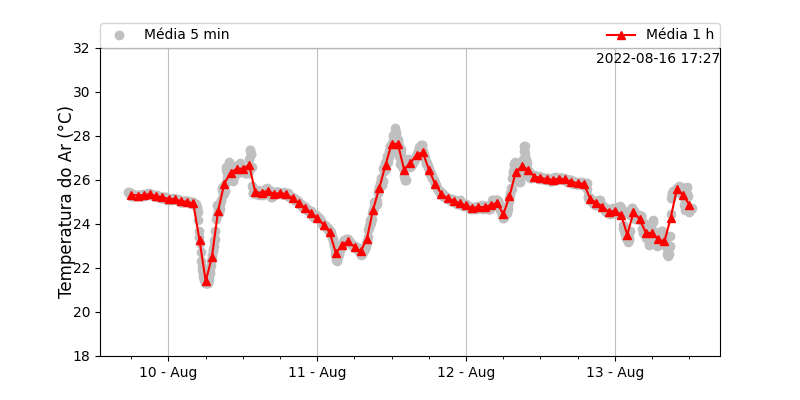 Média 5 min
Média 1 h
2022-08-16 17:27
Temperatura do Ar (°C)
32
30
28
26
24
22
20
18
10 - Aug
11 - Aug
12 - Aug
13 - Aug